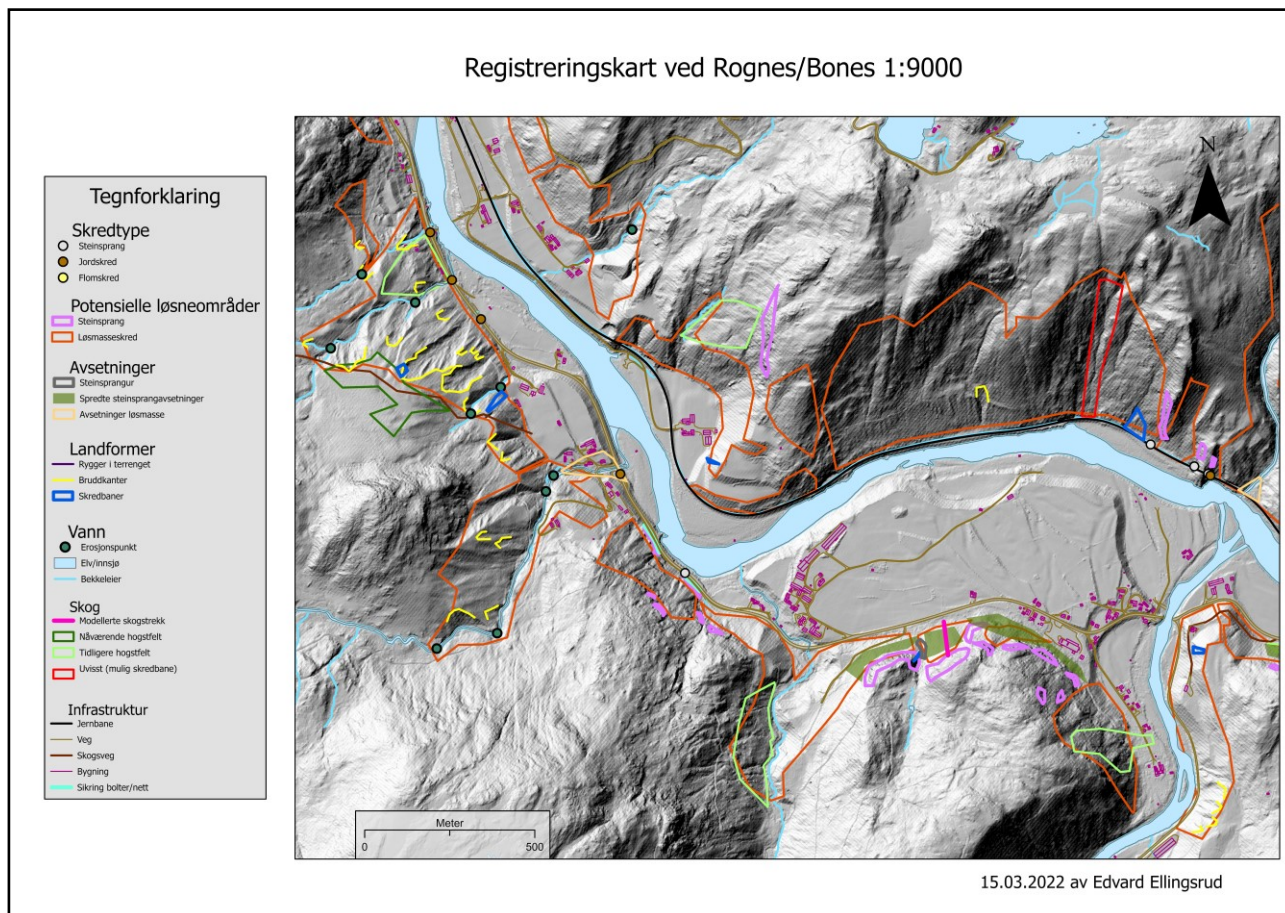 Registreringskart ved Rognes/Bones 1:9000
Tegnforklaring
Skredtype
Steinsprang
Jordskred
Flomskred
Potensielle løsneområder
Steinsprang
Løsmasseskred
Avsetninger
Steinsprangur
Spredte steinsprangavsetninger
Avsetninger løsmasse
Landformer
Rygger i terrenget
Bruddkanter
Skredbaner
Vann
Erosjonspunkt
Elv/innsjø
Bekkeleier
Skog
Modellerte skogstrekk
Nåværende hogstfelt
Tidligere hogstfelt
Uvisst (mulig skredbane)
Infrastruktur
Jernbane
Veg
Skogsveg
Bygning
Sikring bolter/nett
N
Meter
0 500
15.03.2022 av Edvard Ellingsrud